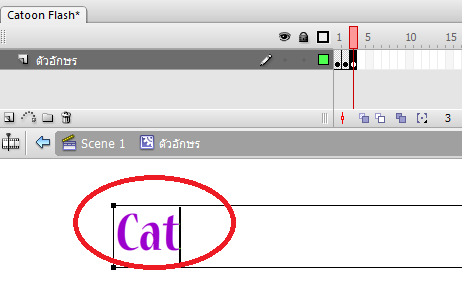 Catoon Flash*
1 5 10 15
ตัวอักษร
3
Scene 1 ตัวอักษร
Cat